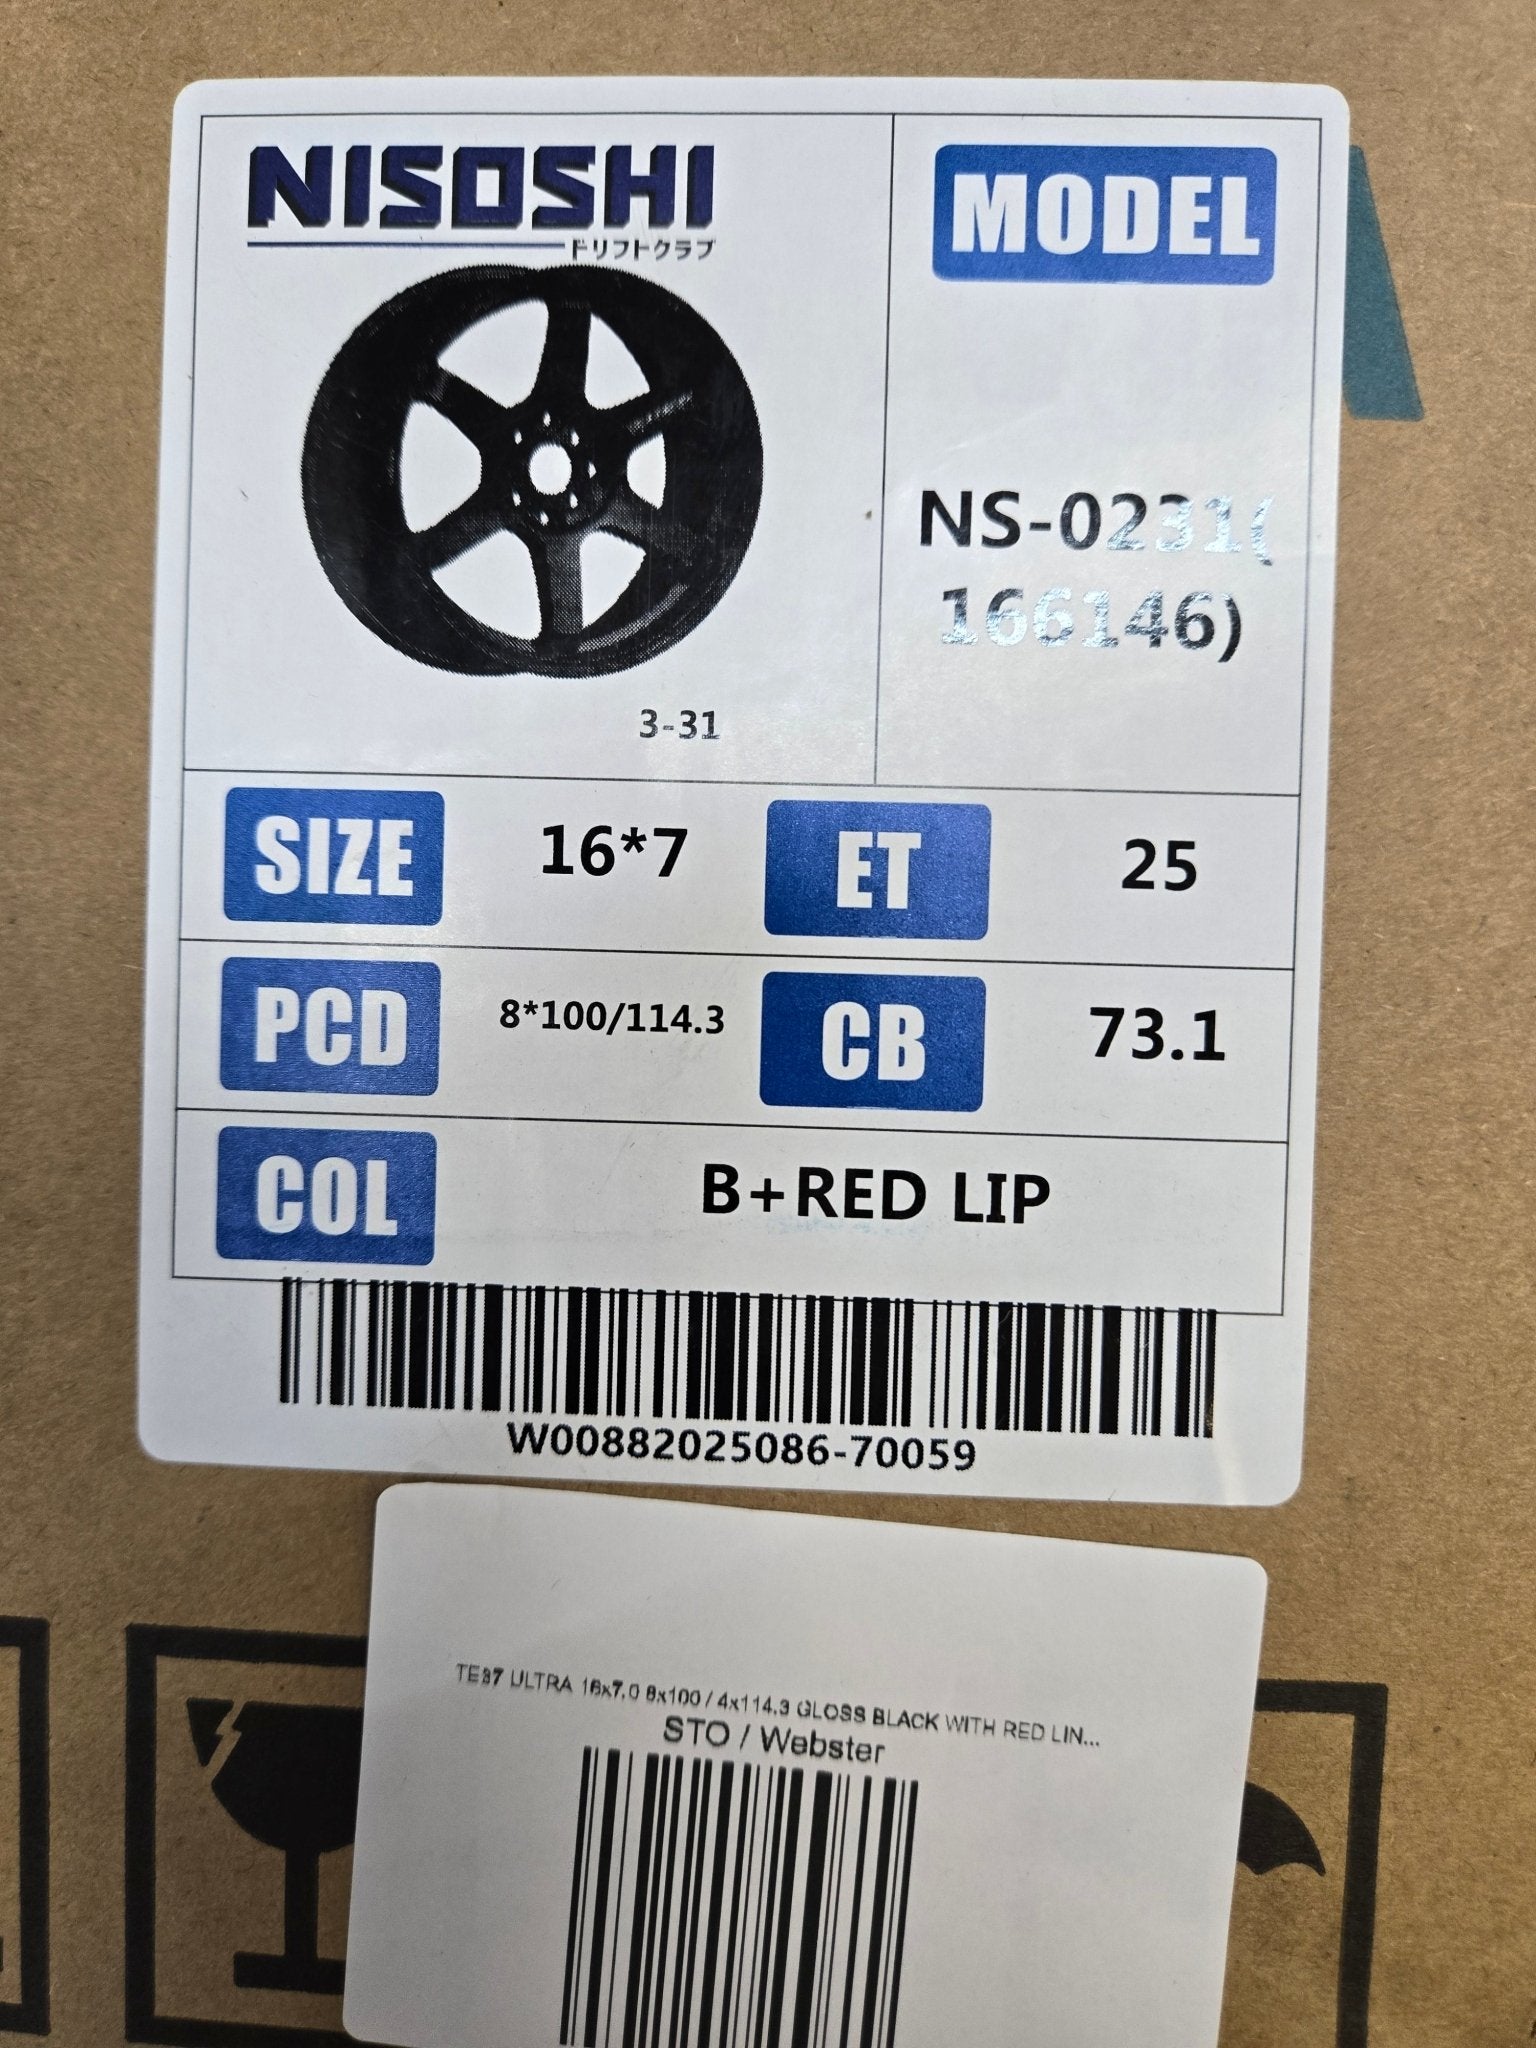 NISOSHI
ドリフトクラブ
MODEL
NS-0231(
166146)
3-31
SIZE 16*7 ET 25
PCD 8*100/114.3 CB 73.1
COL B+RED LIP
W00882025086-70059
TE37 ULTRA 16x7.0 8x100 / 4x114.3 GLOSS BLACK WITH RED LIN...
STO / Webster